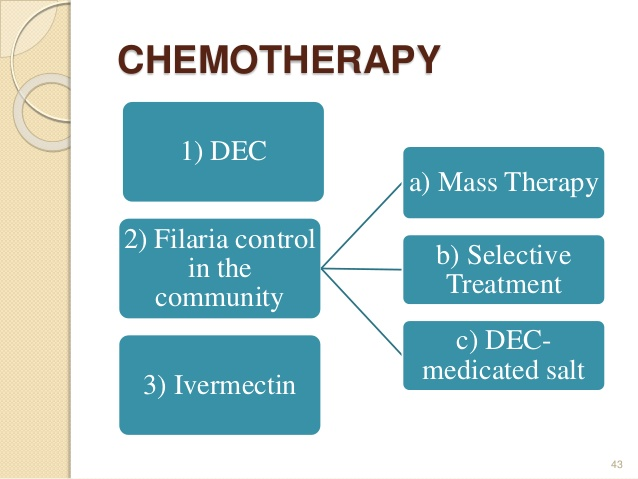 CHEMOTHERAPY
1) DEC
2) Filaria control
in the
community
3) Ivermectin
a) Mass Therapy
b) Selective
Treatment
c) DEC-
medicated salt
43